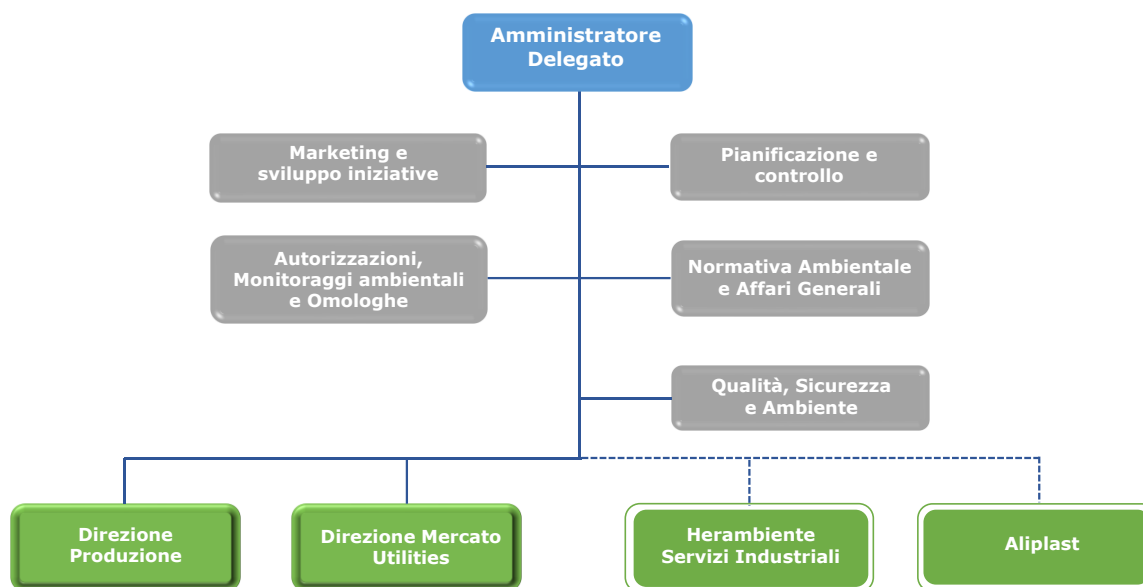 Amministratore
Delegato
Marketing e
sviluppo iniziative
Pianificazione e
controllo
Autorizzazioni,
Monitoraggi ambientali
e Omologhe
Normativa Ambientale
e Affari Generali
Qualità, Sicurezza
e Ambiente
Direzione
Produzione
Direzione Mercato
Utilities
Herambiente
Servizi Industriali
Aliplast